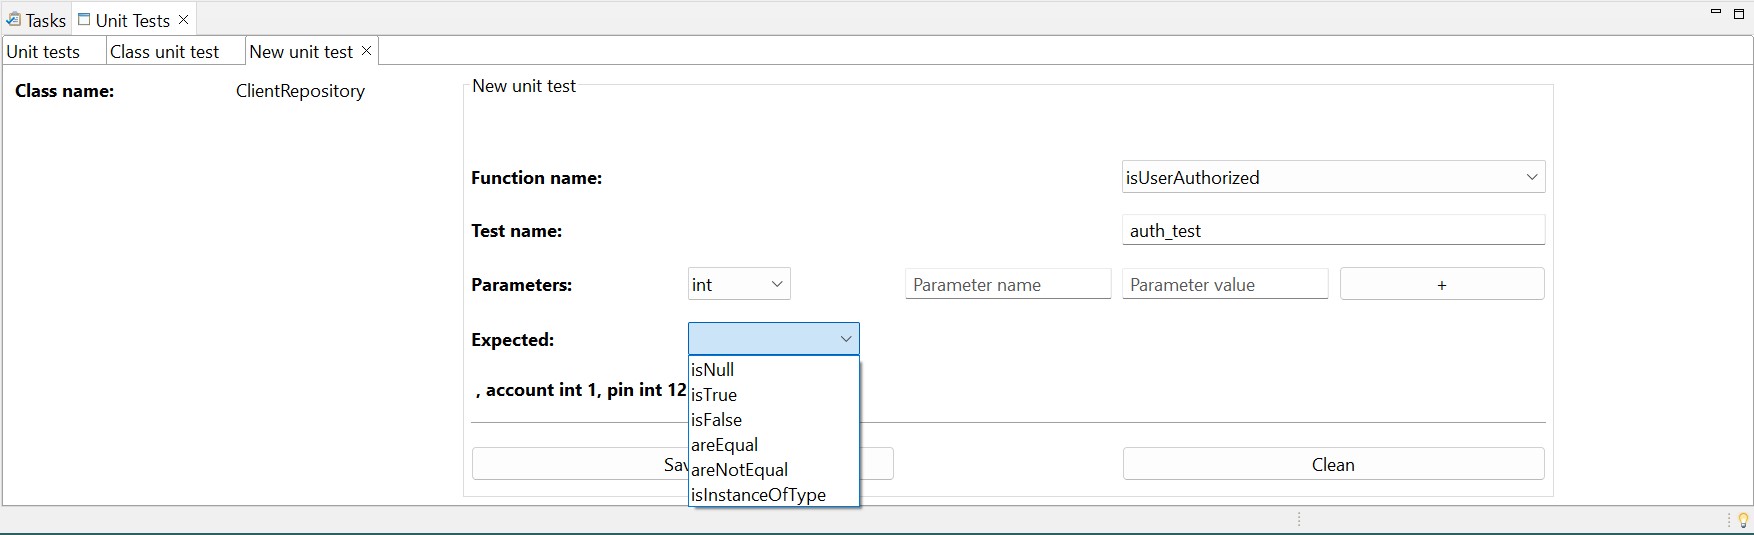 Tasks Unit Tests
Unit tests Class unit test New unit test
Class name: ClientRepository
New unit test
Function name: isUserAuthorized
Test name: auth_test
Parameters: int Parameter name Parameter value +
Expected:
isNull
, account int 1, pin int 12
isTrue
isFalse
areEqual
areNotEqual
isInstanceOfType
Clean